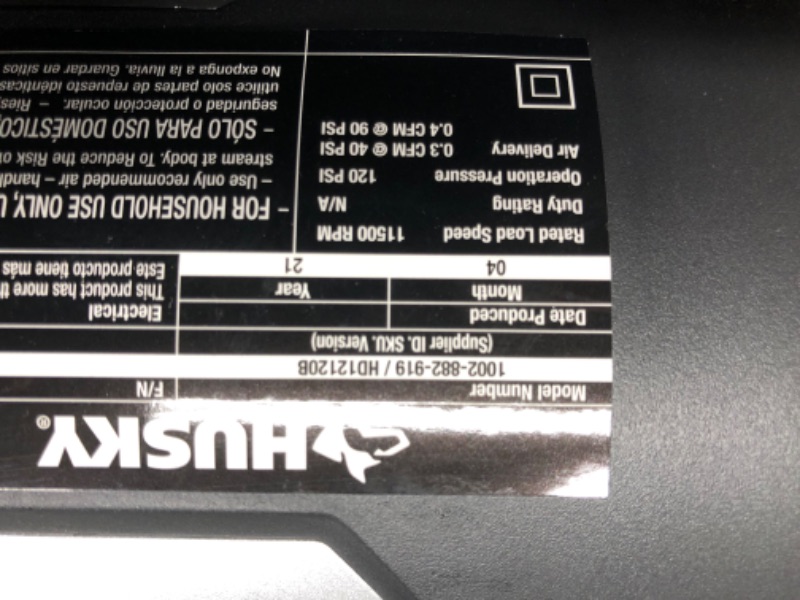 HUSKY®
Model Number
F/N
1002-882-919 / HD12120B
(Supplier ID. SKU. Version)
Date Produced
Electrical
Month
Year
This product has more
04
21
Este producto tiene más
Rated Load Speed 11500 RPM
Duty Rating N/A
Operation Pressure 120 PSI
Air Delivery 0.3 CFM @ 40 PSI
0.4 CFM @ 90 PSI
– FOR HOUSEHOLD USE ONLY,
– Use only recommended air – handl
stream at body. To Reduce the Risk
– SÓLO PARA USO DOMÉSTICO,
seguridad o protección ocular. – Ries
utilice solo partes de repuesto idénticas
No exponga a la lluvia. Guardar en sitios